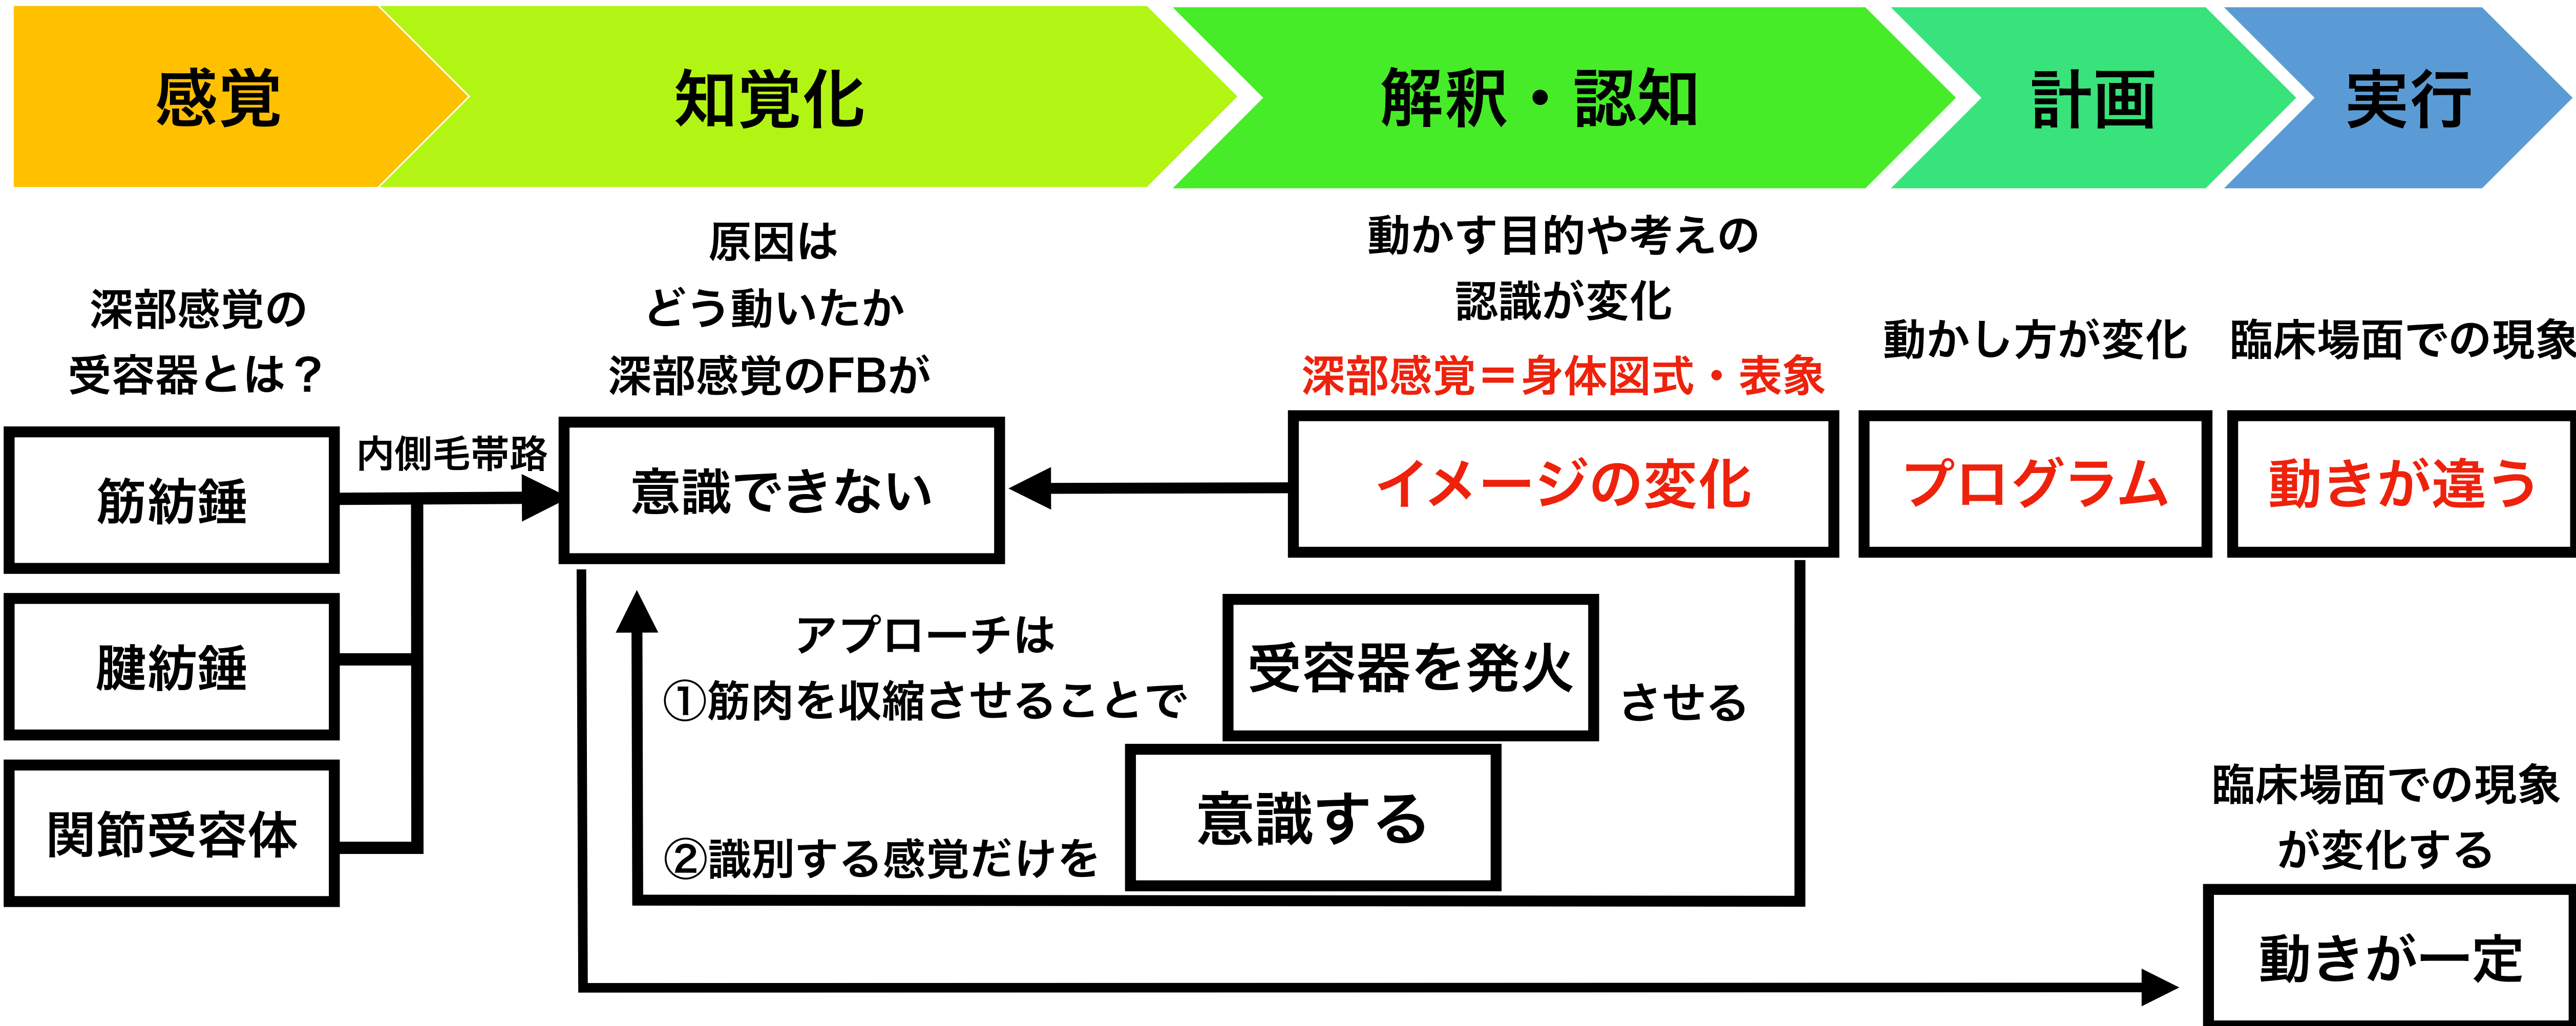 感覚
知覚化
解釈・認知
計画
実行
深部感覚の
受容器とは？
原因は
どう動いたか
深部感覚のFBが
動かす目的や考えの
認識が変化
深部感覚＝身体図式・表象
動かし方が変化
臨床場面での現象
筋紡錘
内側毛帯路
意識できない
イメージの変化
プログラム
動きが違う
腱紡錘
関節受容体
アプローチは
①筋肉を収縮させることで
受容器を発火
させる
②識別する感覚だけを
意識する
臨床場面での現象
が変化する
動きが一定